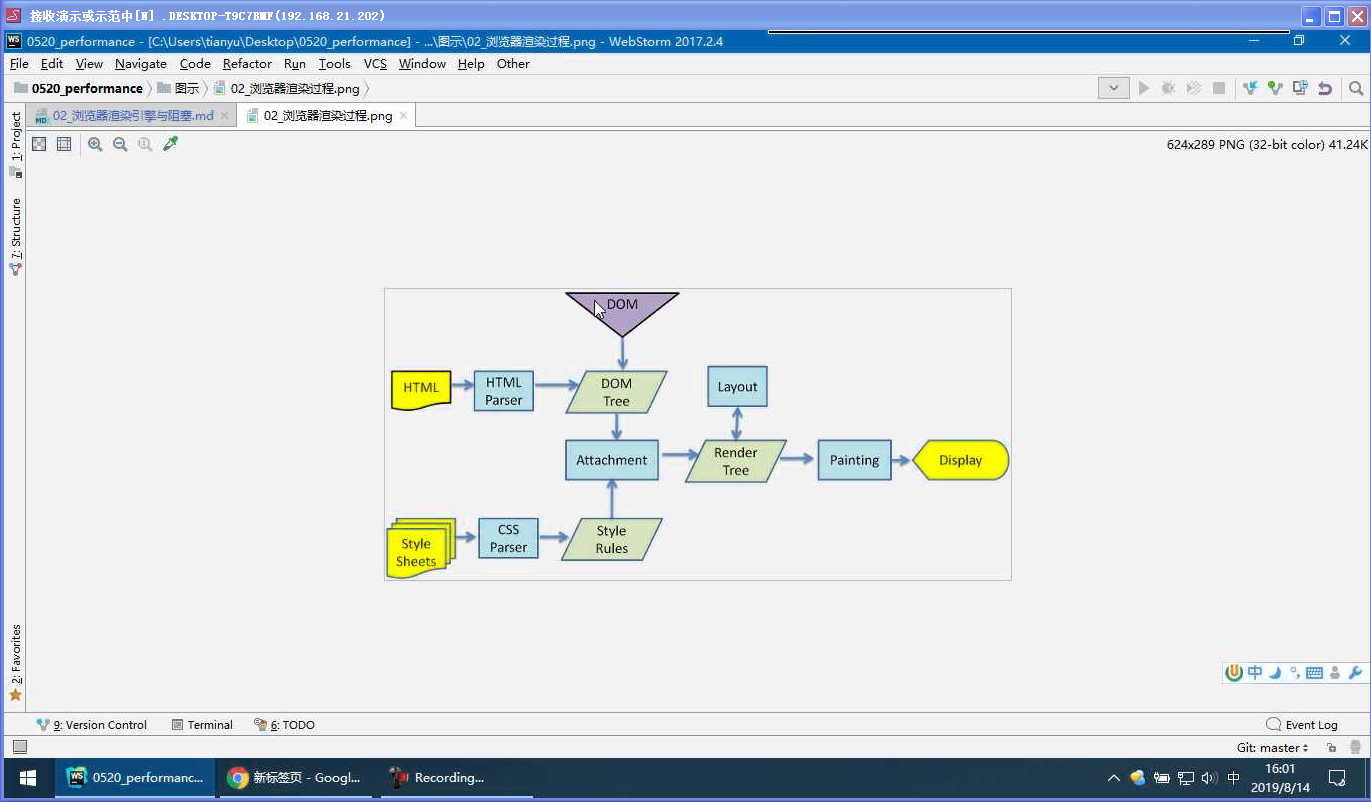 接收演示或示范中[N] .DESKTOP-T9C7BMF(192.168.21.202)
WS 0520_performance - [C:\Users\tianyu\Desktop\0520_performance] - ...\图示\02_浏览器渲染过程.png - WebStorm 2017.2.4
File Edit View Navigate Code Refactor Run Tools VCS Window Help Other
0520_performance 图示 02_浏览器渲染过程.png
MD 02_浏览器渲染引擎与阻塞.md 02_浏览器渲染过程.png
1: Project
624x289 PNG (32-bit color) 41.24K
7: Structure
DOM
HTML
HTML
Parser
DOM
Tree
Layout
Attachment
Render
Tree
Painting
Display
Style
Sheets
CSS
Parser
Style
Rules
2: Favorites
中
9: Version Control Terminal 6: TODO Event Log
Git: master
WS 0520_performanc... 新标签页 - Googl... Recording...
中
16:01
2019/8/14